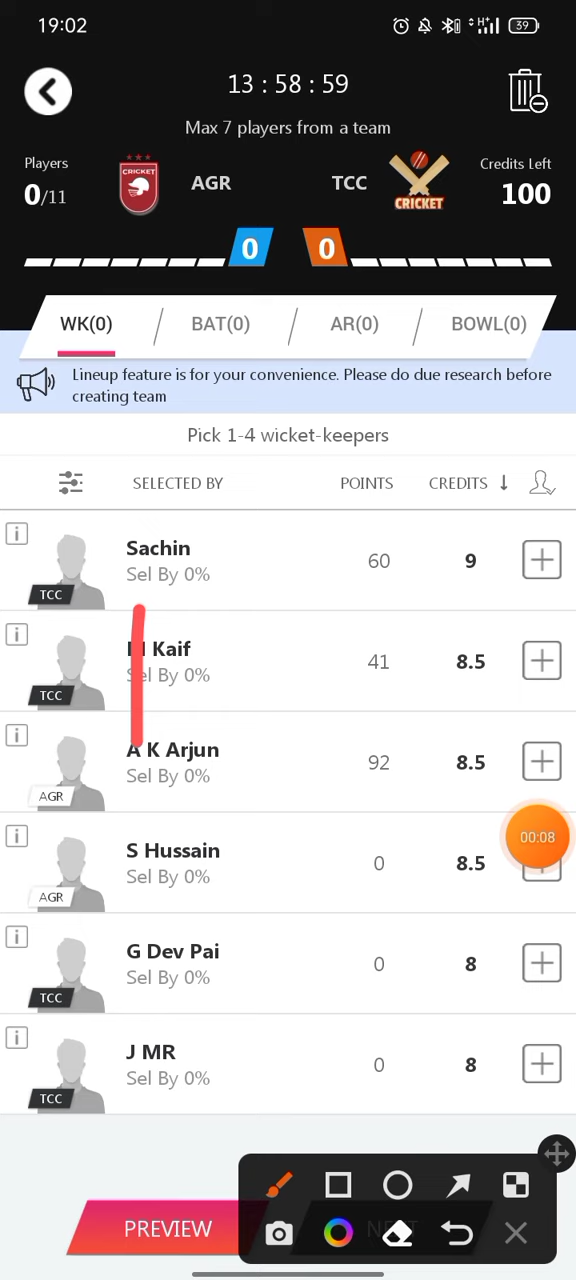 19:02
H+
39
13 : 58 : 59
Max 7 players from a team
Players
0/11
CRICKET
AGR
TCC
CRICKET
Credits Left
100
0
0
WK(0)
BAT(0)
AR(0)
BOWL(0)
Lineup feature is for your convenience. Please do due research before
creating team
Pick 1-4 wicket-keepers
SELECTED BY
POINTS
CREDITS ↓
i
Sachin
Sel By 0%
60
9
TCC
i
Kaif
Sel By 0%
41
8.5
TCC
i
A K Arjun
Sel By 0%
92
8.5
AGR
i
S Hussain
Sel By 0%
0
8.5
AGR
00:08
i
G Dev Pai
Sel By 0%
0
8
TCC
i
J MR
Sel By 0%
0
8
TCC
PREVIEW